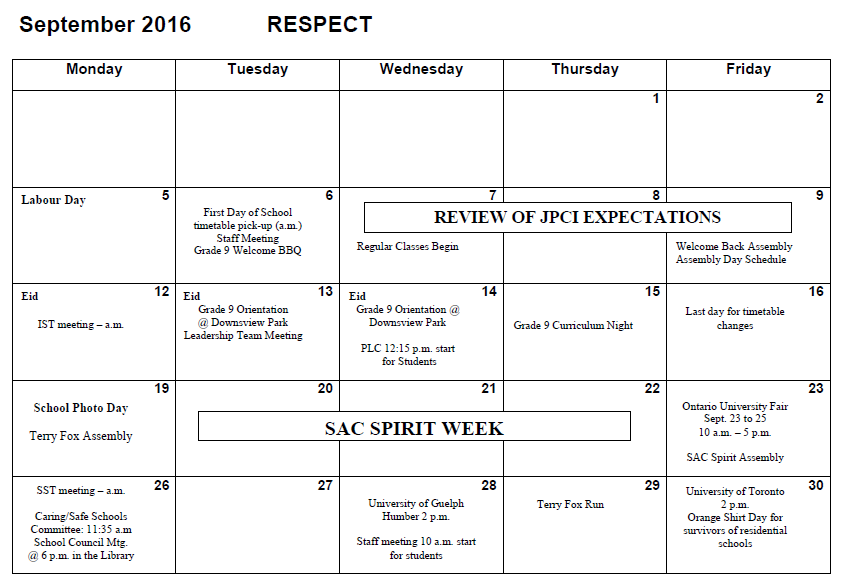 September 2016 RESPECT
Monday Tuesday Wednesday Thursday Friday
1 2
Labour Day 5
6
First Day of School
timetable pick-up (a.m.)
Staff Meeting
Grade 9 Welcome BBQ
7 8 9
REVIEW OF JPCI EXPECTATIONS
Regular Classes Begin
Welcome Back Assembly
Assembly Day Schedule
Eid 12
IST meeting – a.m.
Eid 13
Grade 9 Orientation
@ Downsview Park
Leadership Team Meeting
Eid 14
Grade 9 Orientation @
Downsview Park
PLC 12:15 p.m. start
for Students
15
Grade 9 Curriculum Night
16
Last day for timetable
changes
19
School Photo Day
Terry Fox Assembly
20 21 22
SAC SPIRIT WEEK
23
Ontario University Fair
Sept. 23 to 25
10 a.m. – 5 p.m.
SAC Spirit Assembly
SST meeting – a.m. 26
Caring/Safe Schools
Committee: 11:35 a.m
School Council Mtg.
@ 6 p.m. in the Library
27
28
University of Guelph
Humber 2 p.m.
Staff meeting 10 a.m. start
for students
29
Terry Fox Run
University of Toronto 30
2 p.m.
Orange Shirt Day for
survivors of residential
schools